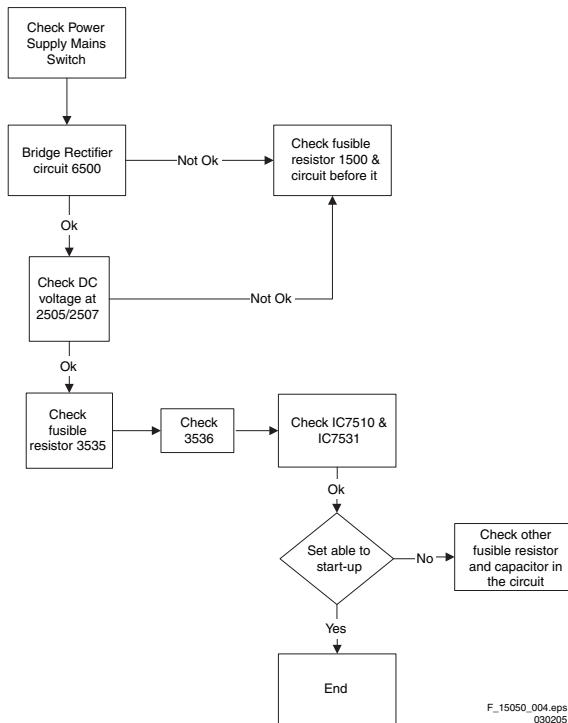 Check Power
Supply Mains
Switch
Bridge Rectifier
circuit 6500
Not Ok
Check fusible
resistor 1500 &
circuit before it
Ok
Check DC
voltage at
2505/2507
Not Ok
Ok
Check
fusible
resistor 3535
Check
3536
Check IC7510 &
IC7531
Ok
Set able to
start-up
No
Check other
fusible resistor
and capacitor in
the circuit
Yes
End
F_15050_004.eps
030205